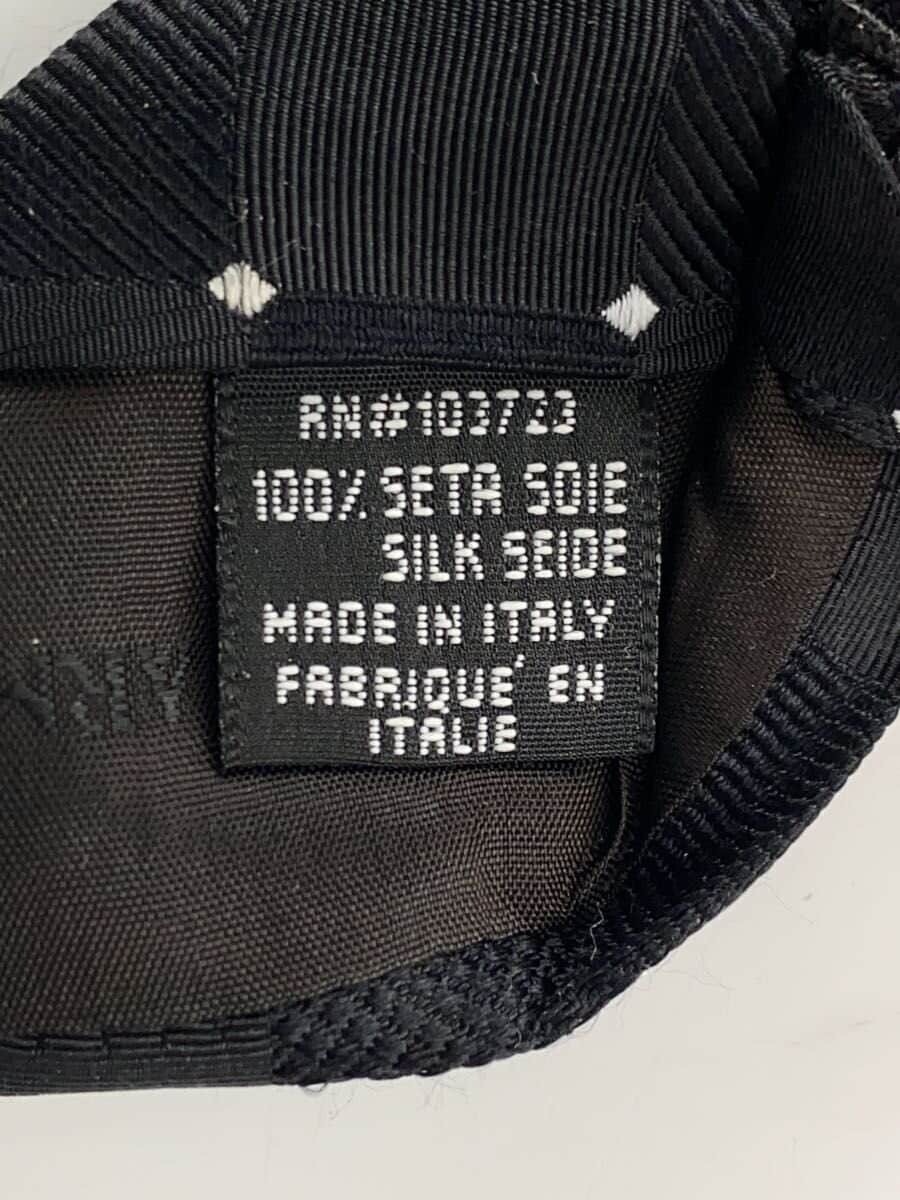 RN#103733
100% SETA SOIE
SILK SEIDE
MADE IN ITALY
FABRIQUE' EN
ITALIE